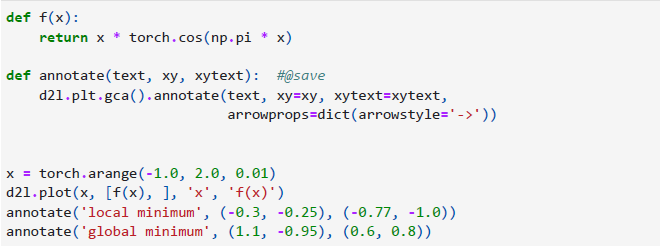 def f(x):
    return x * torch.cos(np.pi * x)
def annotate(text, xy, xytext):  #@save
    d2l.plt.gca().annotate(text, xy=xy, xytext=xytext,
                           arrowprops=dict(arrowstyle='->'))
x = torch.arange(-1.0, 2.0, 0.01)
d2l.plot(x, [f(x), ], 'x', 'f(x)')
annotate('local minimum', (-0.3, -0.25), (-0.77, -1.0))
annotate('global minimum', (1.1, -0.95), (0.6, 0.8))